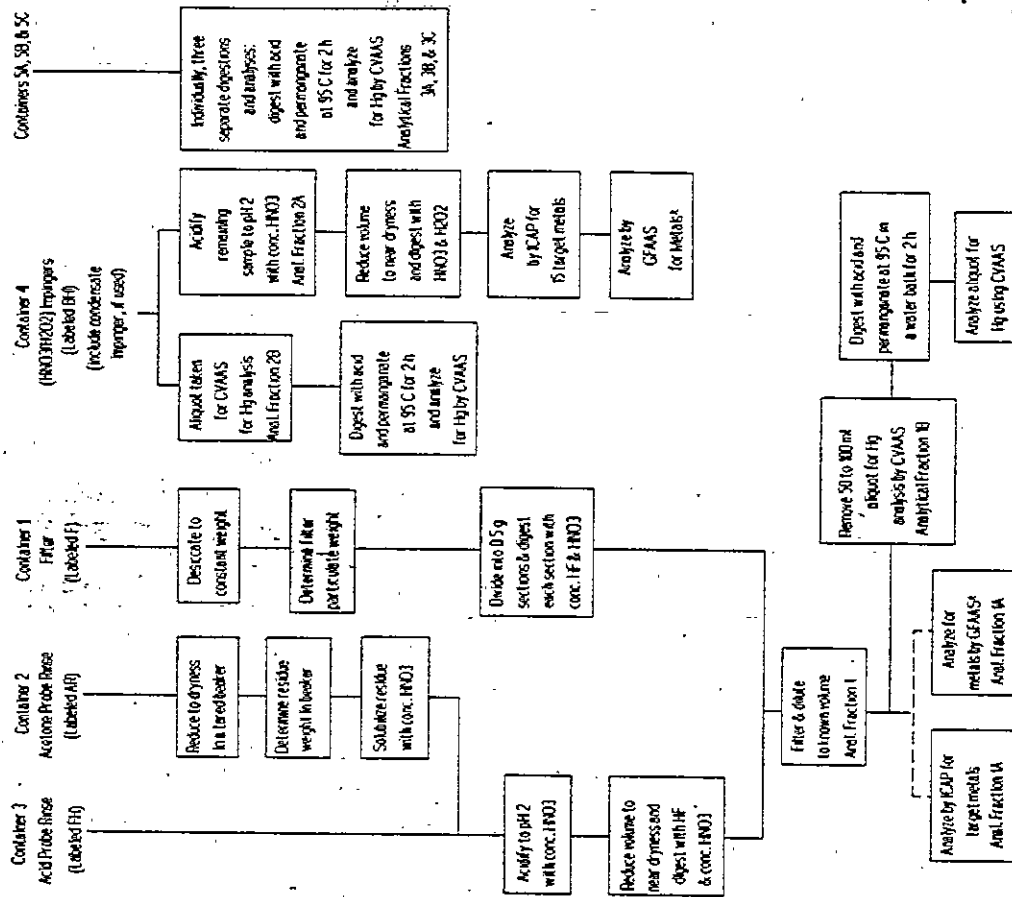 Container 3
Acid Probe Rinse
(Labeled FH)
Container 2
Acetone Probe Rinse
(Labeled AR)
Container 1
Filter
(Labeled F)
Container 4
(HNO3/H2O2) Impingers
(Labeled BH)
(include condensate
impinger, if used)
Containers 5A, 5B, & 5C
Reduce to dryness
in a tared beaker
Determine residue
weight in beaker
Solubilize residue
with conc. HNO3
Acidify to pH 2
with conc. HNO3
Reduce volume to
near dryness and
digest with HF
& conc. HNO3
Desiccate to
constant weight
Determine filter
particulate weight
Divide into 0.5 g
sections & digest
each section with
conc. HF & HNO3
Filter & dilute
to known volume
Anal. Fraction 1
Analyze by ICAP for
target metals
Anal. Fraction 1A
Analyze for
metals by GFAAS*
Anal. Fraction 1A
Remove 50 to 100 ml
aliquot for Hg
analysis by CVAAS
Analytical Fraction 1B
Digest with acid and
permanganate at 95 C in
a water bath for 2 h
Analyze aliquot for
Hg using CVAAS
Aliquot taken
for CVAAS
for Hg analysis
Anal. Fraction 2B
Digest with acid
and permanganate
at 95 C for 2 h
and analyze
for Hg by CVAAS
Acidify
remaining
sample to pH 2
with conc. HNO3
Anal. Fraction 2A
Reduce volume
to near dryness
and digest with
HNO3 & H2O2
Analyze
by ICAP for
15 target metals
Analyze by
GFAAS
for Metals*
Individually, three
separate digestions
and analyses:
digest with acid
and permanganate
at 95 C for 2 h
and analyze
for Hg by CVAAS
Analytical Fractions
3A, 3B, & 3C